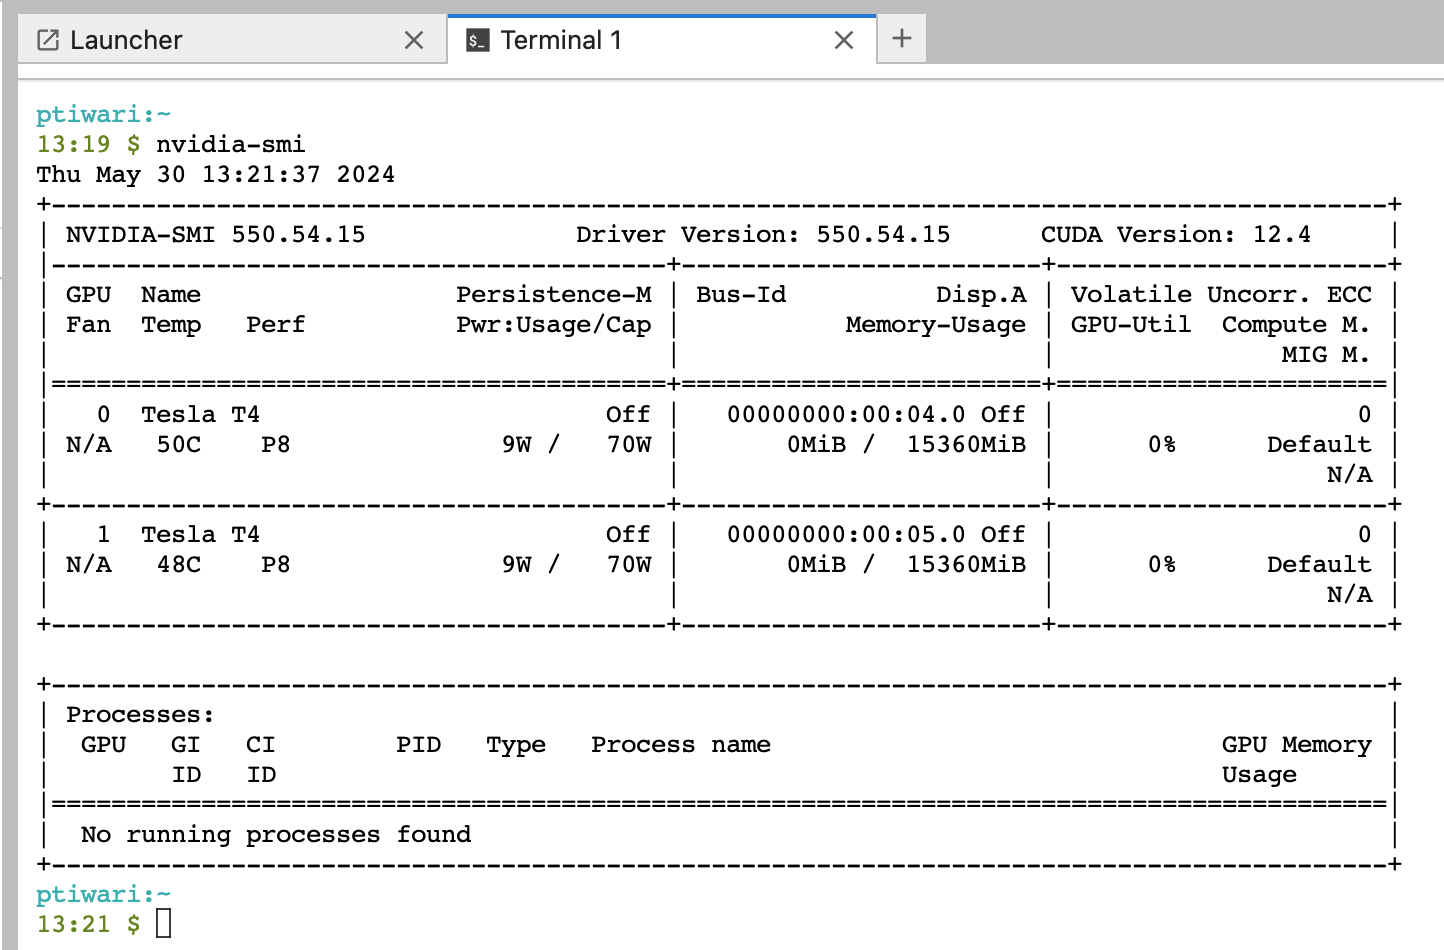 Launcher
$_ Terminal 1
ptiwari:~
13:19 $ nvidia-smi
Thu May 30 13:21:37 2024
+-----------------------------------------------------------------------------------------+
| NVIDIA-SMI 550.54.15              Driver Version: 550.54.15      CUDA Version: 12.4     |
|-----------------------------------------+------------------------+----------------------+
| GPU  Name                 Persistence-M | Bus-Id          Disp.A | Volatile Uncorr. ECC |
| Fan  Temp   Perf          Pwr:Usage/Cap |           Memory-Usage | GPU-Util  Compute M. |
|                                         |                        |               MIG M. |
|=========================================+========================+======================|
|   0  Tesla T4                       Off |   00000000:00:04.0 Off |                    0 |
| N/A   50C    P8              9W /   70W |       0MiB /  15360MiB |      0%      Default |
|                                         |                        |                  N/A |
+-----------------------------------------+------------------------+----------------------+
|   1  Tesla T4                       Off |   00000000:00:05.0 Off |                    0 |
| N/A   48C    P8              9W /   70W |       0MiB /  15360MiB |      0%      Default |
|                                         |                        |                  N/A |
+-----------------------------------------+------------------------+----------------------+

+-----------------------------------------------------------------------------------------+
| Processes:                                                                              |
|  GPU   GI   CI        PID   Type   Process name                              GPU Memory |
|        ID   ID                                                               Usage      |
|=========================================================================================|
|  No running processes found                                                             |
+-----------------------------------------------------------------------------------------+
ptiwari:~
13:21 $